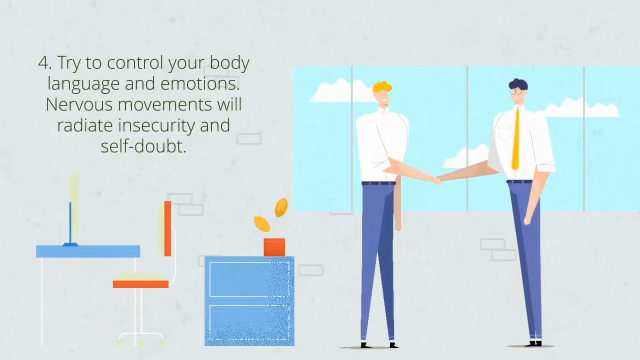 4. Try to control your body
language and emotions.
Nervous movements will
radiate insecurity and
self-doubt.